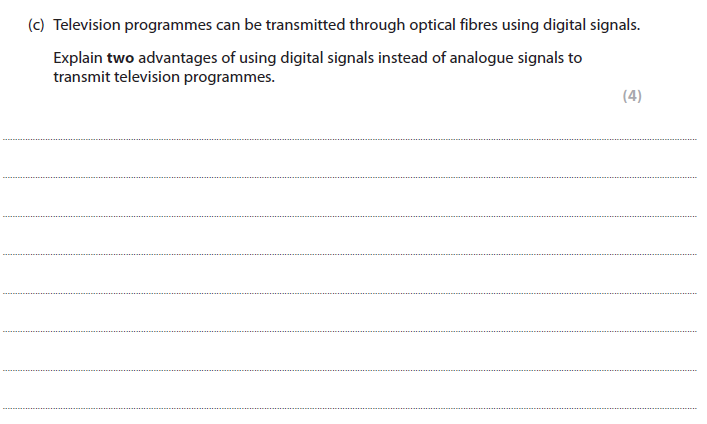 (c) Television programmes can be transmitted through optical fibres using digital signals.
Explain two advantages of using digital signals instead of analogue signals to
transmit television programmes.
(4)